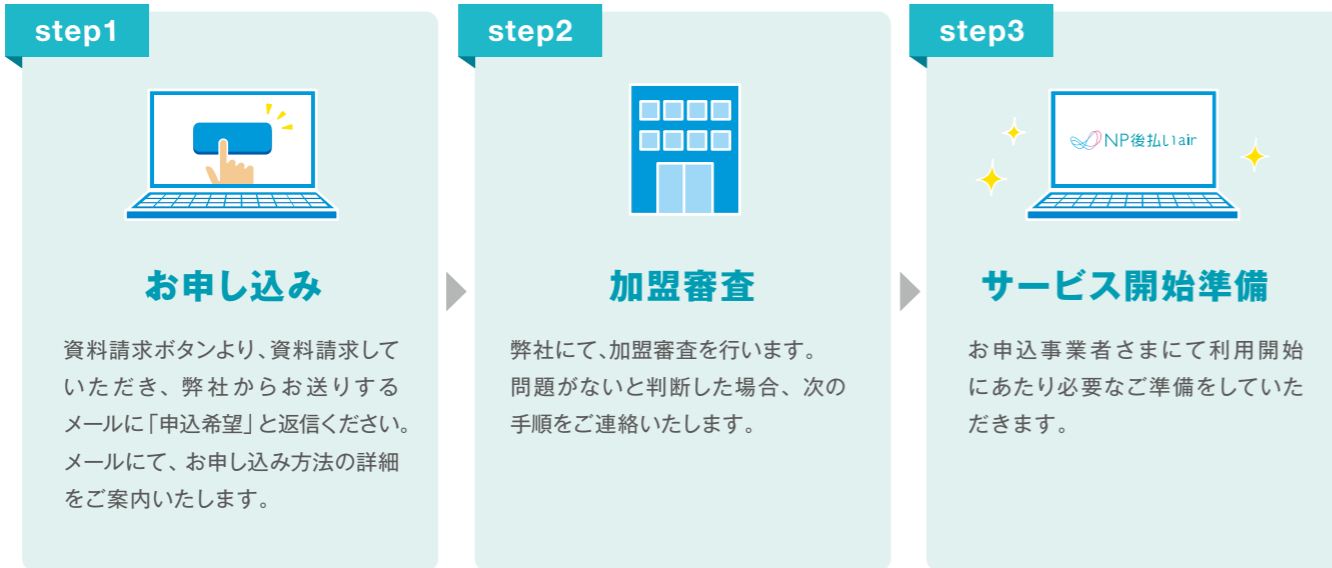 step1
お申し込み
資料請求ボタンより、資料請求して
いただき、弊社からお送りする
メールに「申込希望」と返信ください。
メールにて、お申し込み方法の詳細
をご案内いたします。
step2
加盟審査
弊社にて、加盟審査を行います。
問題がないと判断した場合、次の
手順をご連絡いたします。
step3
NP後払いair
サービス開始準備
お申込事業者さまにて利用開始
にあたり必要なご準備をしていた
だきます。